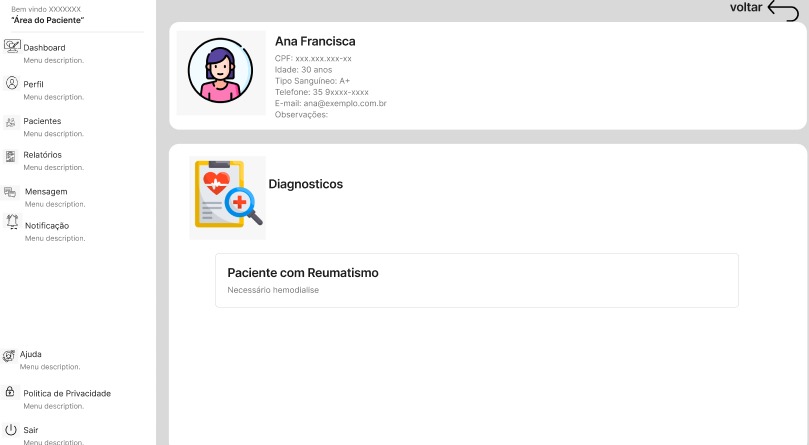 Bem vindo XXXXXXX
"Área do Paciente"
Dashboard
Menu description.
Perfil
Menu description.
Pacientes
Menu description.
Relatórios
Menu description.
Mensagem
Menu description.
Notificação
Menu description.
Ajuda
Menu description.
Politica de Privacidade
Menu description.
Sair
Menu description.
voltar
Ana Francisca
CPF: xxx.xxx.xxx-xx
Idade: 30 anos
Tipo Sanguíneo: A+
Telefone: 35 9xxxx-xxxx
E-mail: ana@exemplo.com.br
Observações:
Diagnosticos
Paciente com Reumatismo
Necessário hemodialise